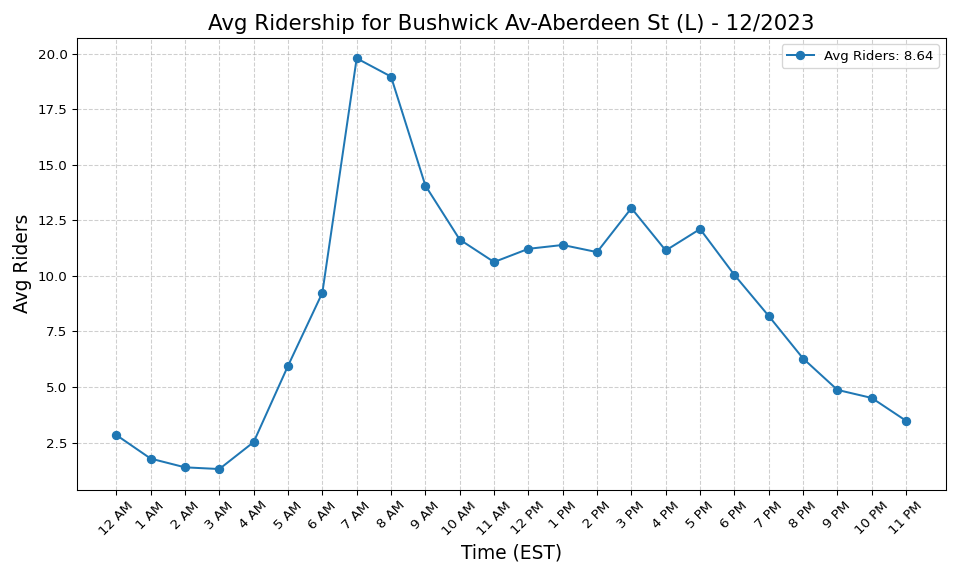 Avg Ridership for Bushwick Av-Aberdeen St (L) - 12/2023
Avg Riders: 8.64
Avg Riders
20.0
17.5
15.0
12.5
10.0
7.5
5.0
2.5
12 AM
1 AM
2 AM
3 AM
4 AM
5 AM
6 AM
7 AM
8 AM
9 AM
10 AM
11 AM
12 PM
1 PM
2 PM
3 PM
4 PM
5 PM
6 PM
7 PM
8 PM
9 PM
10 PM
11 PM
Time (EST)